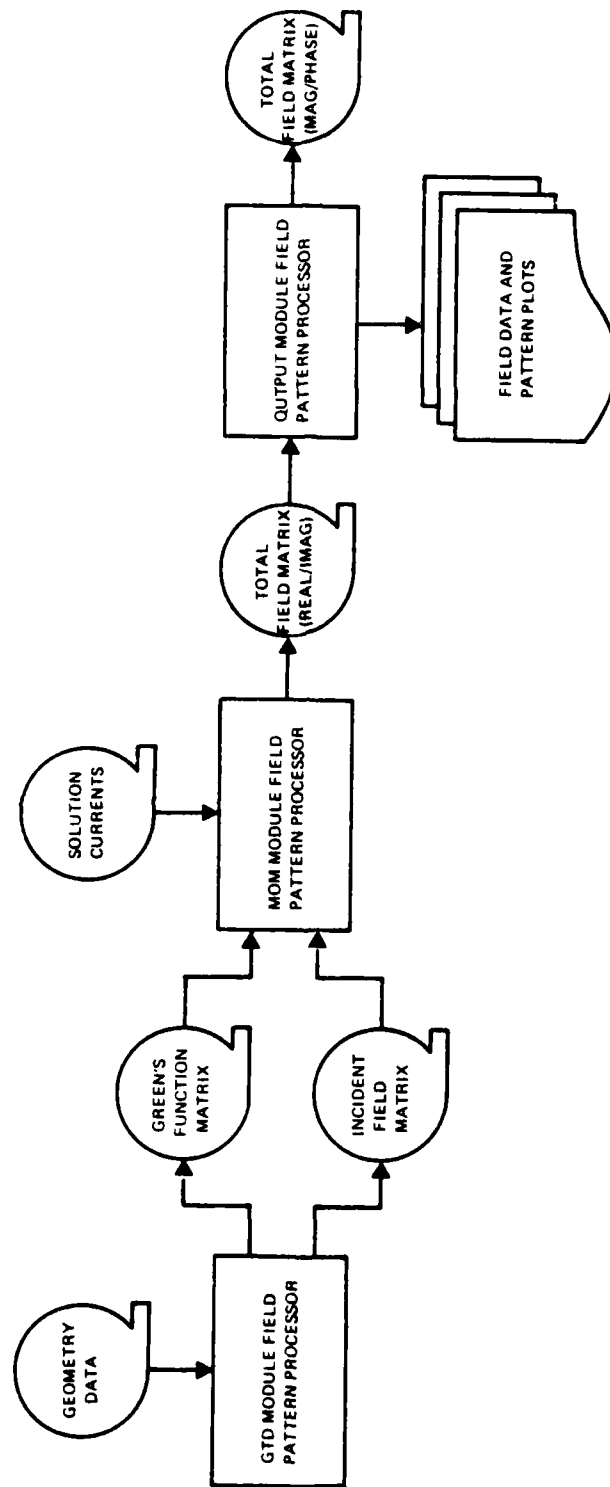 GEOMETRY
DATA
GTD MODULE FIELD
PATTERN PROCESSOR
GREEN'S
FUNCTION
MATRIX
INCIDENT
FIELD
MATRIX
SOLUTION
CURRENTS
MOM MODULE FIELD
PATTERN PROCESSOR
TOTAL
FIELD MATRIX
(REAL/IMAG)
QUTPUT MODULE FIELD
PATTERN PROCESSOR
TOTAL
FIELD MATRIX
(MAG/PHASE)
FIELD DATA AND
PATTERN PLOTS